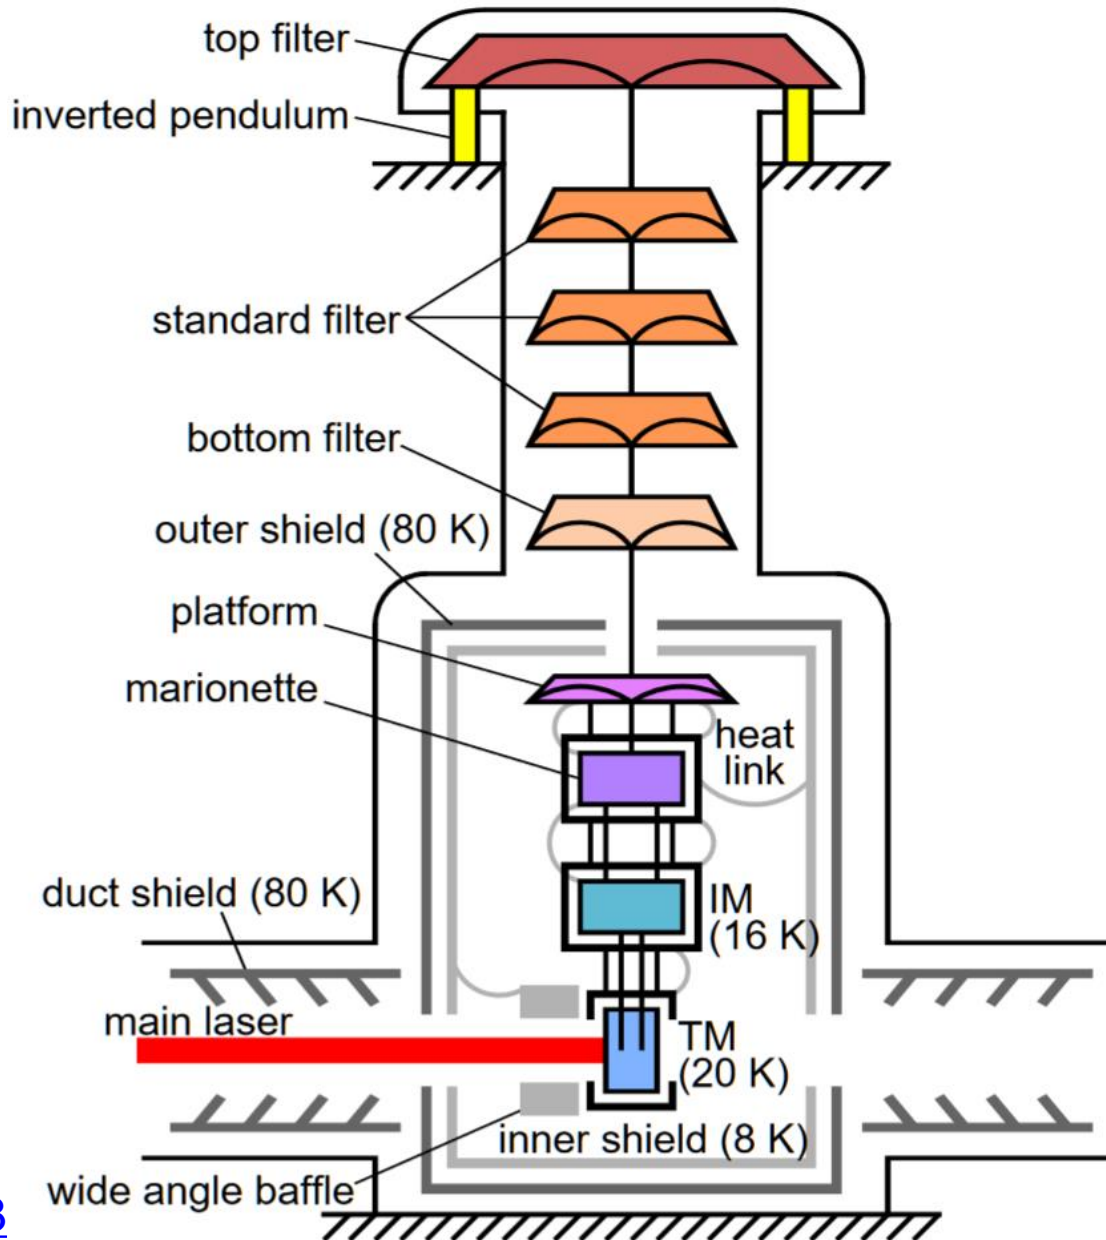 top filter
inverted pendulum
standard filter
bottom filter
outer shield (80 K)
platform
marionette
heat
link
duct shield (80 K)
IM
(16 K)
main laser
TM
(20 K)
inner shield (8 K)
wide angle baffle